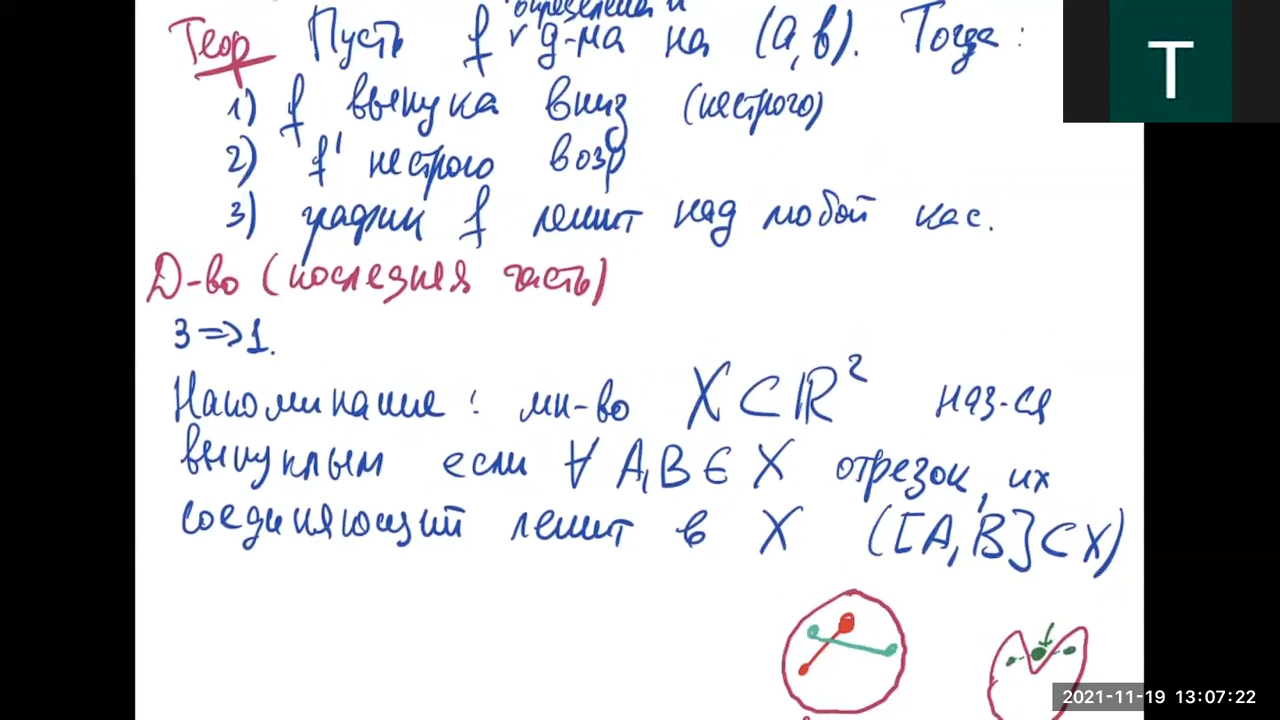 определена и
Теор Пусть f д-ма на (a, b). Тогда:
T
1) f выпукла вниз (нестрого)
2) f' нестрого возр
3) график f лежит над любой кас.
Д-во (последняя часть)
3 => 1.
Напоминание: мн-во X ⊂ ℝ² наз-ся
выпуклым если ∀ A, B ∈ X отрезок, их
соединяющий лежит в X ([A, B] ⊂ X)
2021-11-19 13:07:22